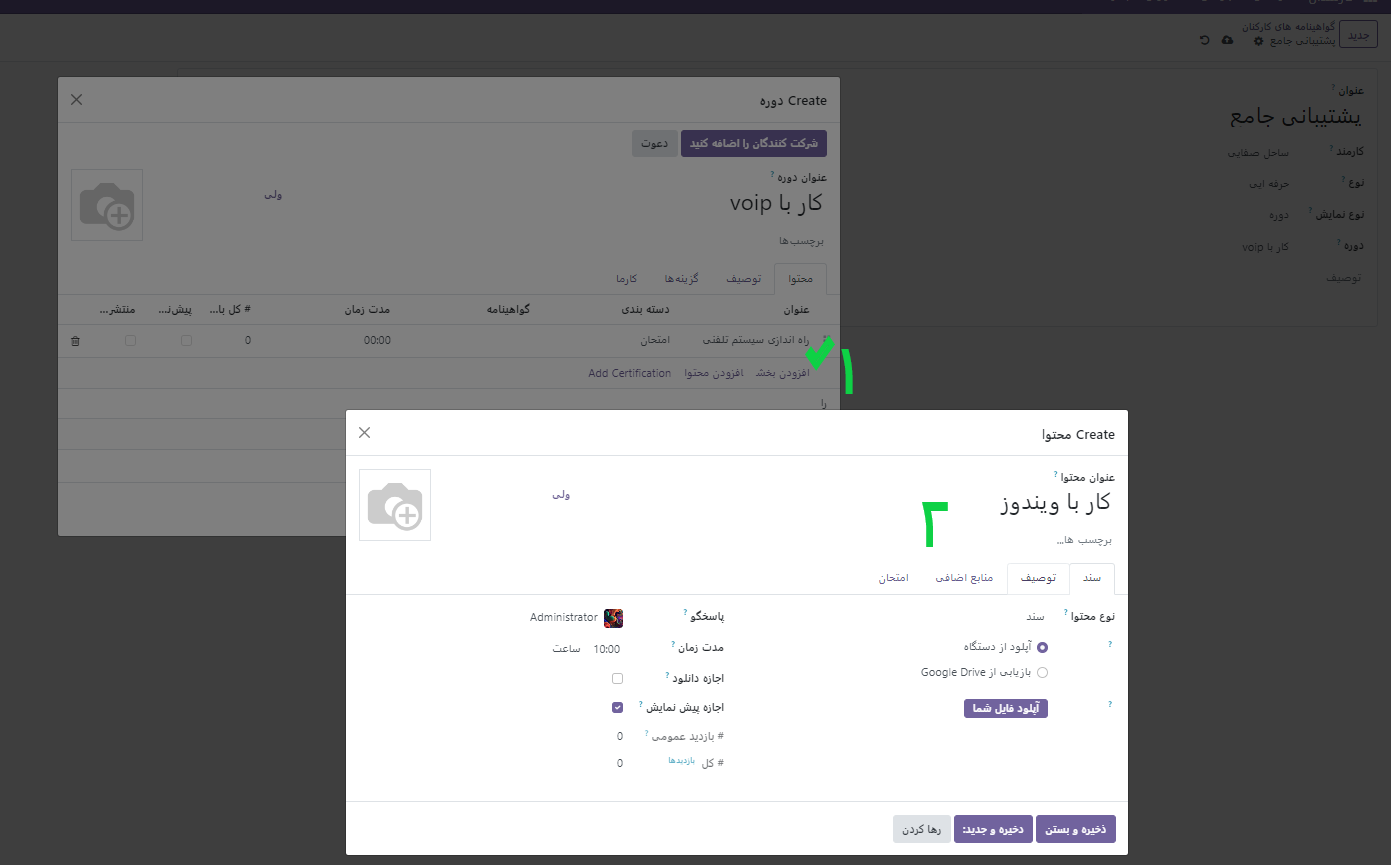 جدید
گواهینامه های کارکنان
پشتیبانی جامع
عنوان ?
پشتیبانی جامع
کارمند ? ساحل صفایی
نوع ? حرفه ایی
نوع نمایش ? دوره
دوره ? کار با voip
توصیف
Create دوره
شرکت کنندگان را اضافه کنید دعوت
عنوان دوره ?
کار با voip
ولی
برچسب‌ها
محتوا توصیف گزینه‌ها کارما
عنوان دسته بندی گواهینامه مدت زمان # کل با... پیش‌ن... منتشر...
راه اندازی سیستم تلفنی امتحان 00:00 0
افزودن بخش افزودن محتوا Add Certification
۱
را
Create محتوا
عنوان محتوا ?
کار با ویندوز
ولی
۲
برچسب ها...
سند توصیف منابع اضافی امتحان
نوع محتوا ? سند
? آپلود از دستگاه
بازیابی از Google Drive
? آپلود فایل شما
پاسخگو ? Administrator
مدت زمان ? 10:00 ساعت
اجازه دانلود ?
اجازه پیش نمایش ?
# بازدید عمومی ? 0
# کل بازدیدها 0
ذخیره و بستن ذخیره و جدید: رها کردن